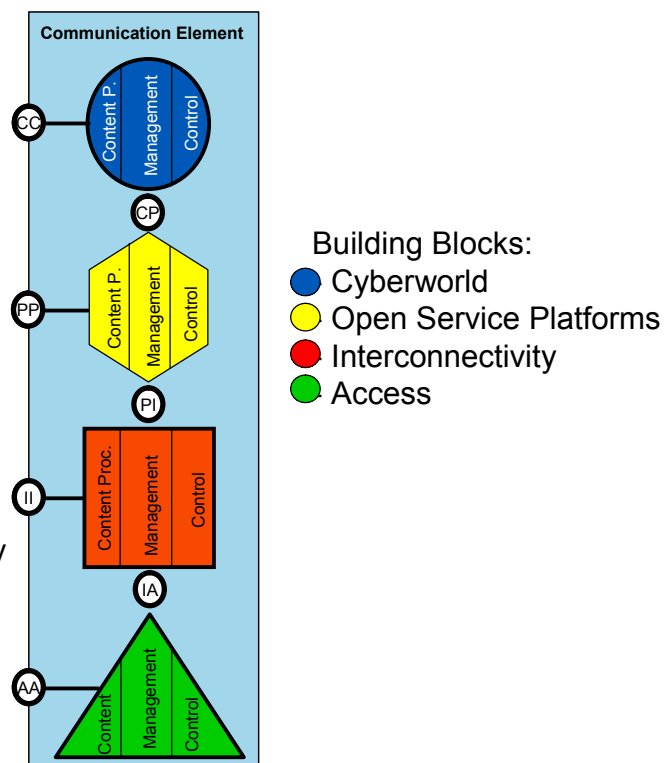 Communication Element
CC
Content P.
Management
Control
CP
PP
Content P.
Management
Control
PI
II
Content Proc.
Management
Control
y
IA
AA
Content
Management
Control
Building Blocks:
Cyberworld
Open Service Platforms
Interconnectivity
Access